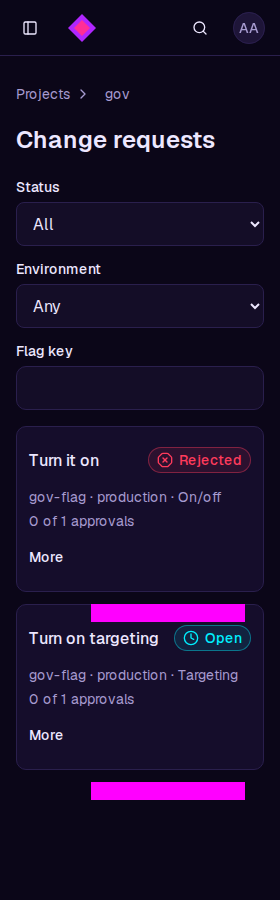 AA
Projects > gov
Change requests
Status
All
Environment
Any
Flag key
Turn it on
Rejected
gov-flag · production · On/off
0 of 1 approvals
More
Turn on targeting
Open
gov-flag · production · Targeting
0 of 1 approvals
More